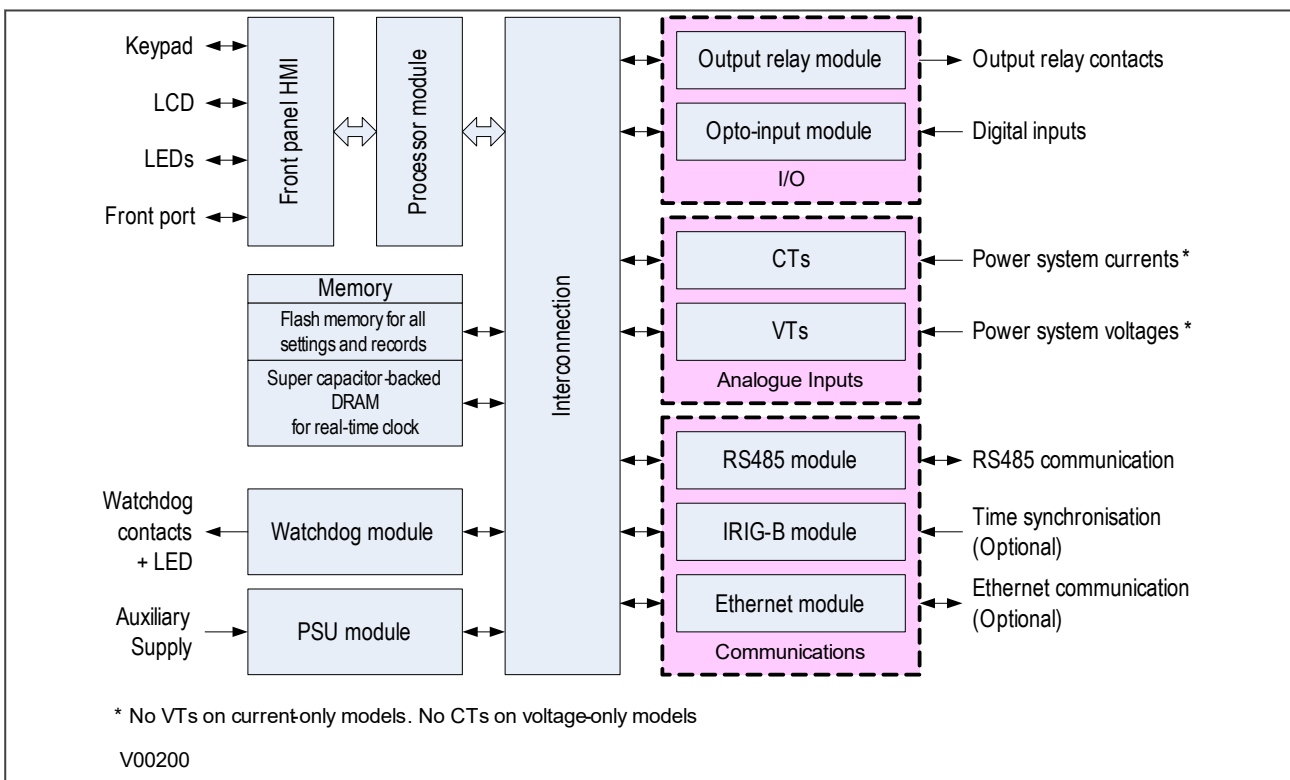 Keypad
LCD
LEDs
Front port
Front panel HMI
Processor module
Memory
Flash memory for all
settings and records
Super capacitor-backed
DRAM
for real-time clock
Watchdog
contacts
+ LED
Watchdog module
Auxiliary
Supply
PSU module
Interconnection
Output relay module
Output relay contacts
Opto-input module
Digital inputs
I/O
CTs
Power system currents *
VTs
Power system voltages *
Analogue Inputs
RS485 module
RS485 communication
IRIG-B module
Time synchronisation
(Optional)
Ethernet module
Ethernet communication
(Optional)
Communications
* No VTs on current-only models. No CTs on voltage-only models
V00200